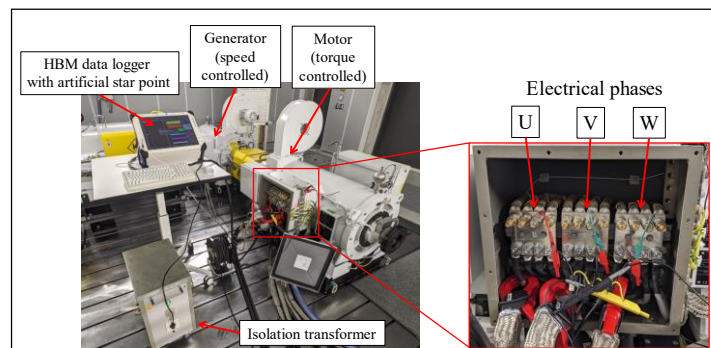 Generator
(speed
controlled)
Motor
(torque
controlled)
HBM data logger
with artificial star point
Electrical phases
U
V
W
Isolation transformer